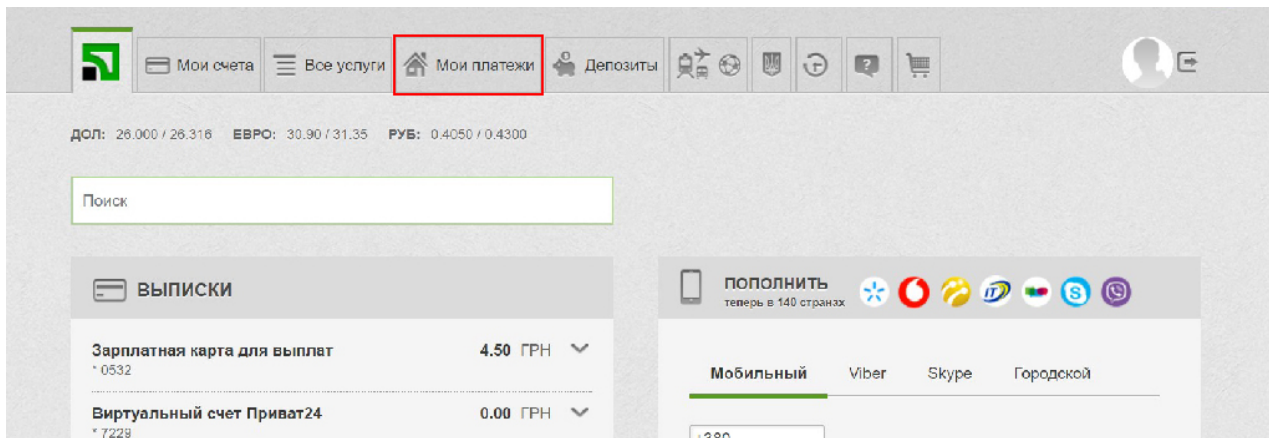 Мои счета Все услуги Мои платежи Депозиты
ДОЛ: 26.000 / 26.316 ЕВРО: 30.90 / 31.35 РУБ: 0.4050 / 0.4300
Поиск
ВЫПИСКИ
Зарплатная карта для выплат 4.50 ГРН
* 0532
Виртуальный счет Приват24 0.00 ГРН
* 7229
ПОПОЛНИТЬ
теперь в 140 странах
Мобильный Viber Skype Городской
+380